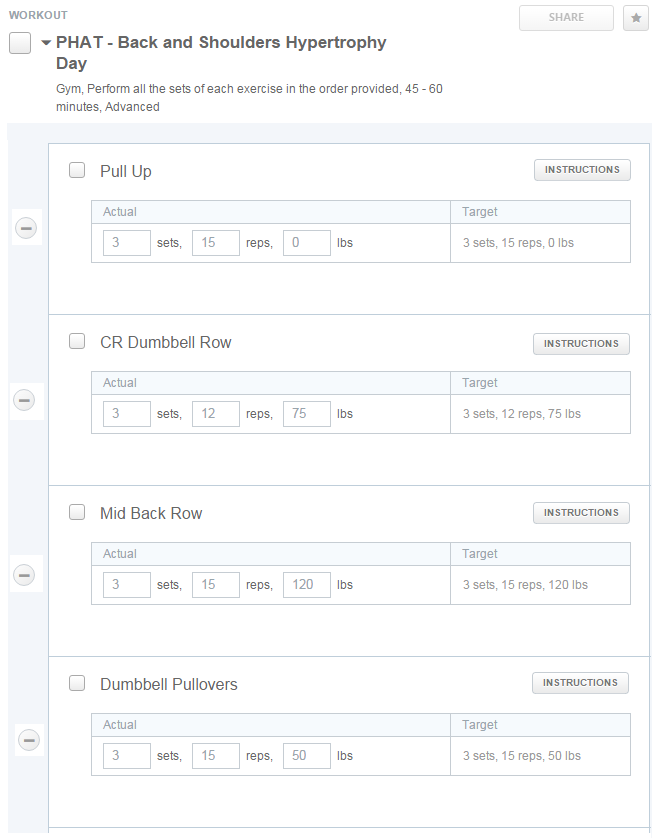 WORKOUT
SHARE
PHAT - Back and Shoulders Hypertrophy
Day
Gym, Perform all the sets of each exercise in the order provided, 45 - 60
minutes, Advanced
Pull Up
INSTRUCTIONS
Actual Target
3 sets, 15 reps, 0 lbs 3 sets, 15 reps, 0 lbs
CR Dumbbell Row
INSTRUCTIONS
Actual Target
3 sets, 12 reps, 75 lbs 3 sets, 12 reps, 75 lbs
Mid Back Row
INSTRUCTIONS
Actual Target
3 sets, 15 reps, 120 lbs 3 sets, 15 reps, 120 lbs
Dumbbell Pullovers
INSTRUCTIONS
Actual Target
3 sets, 15 reps, 50 lbs 3 sets, 15 reps, 50 lbs